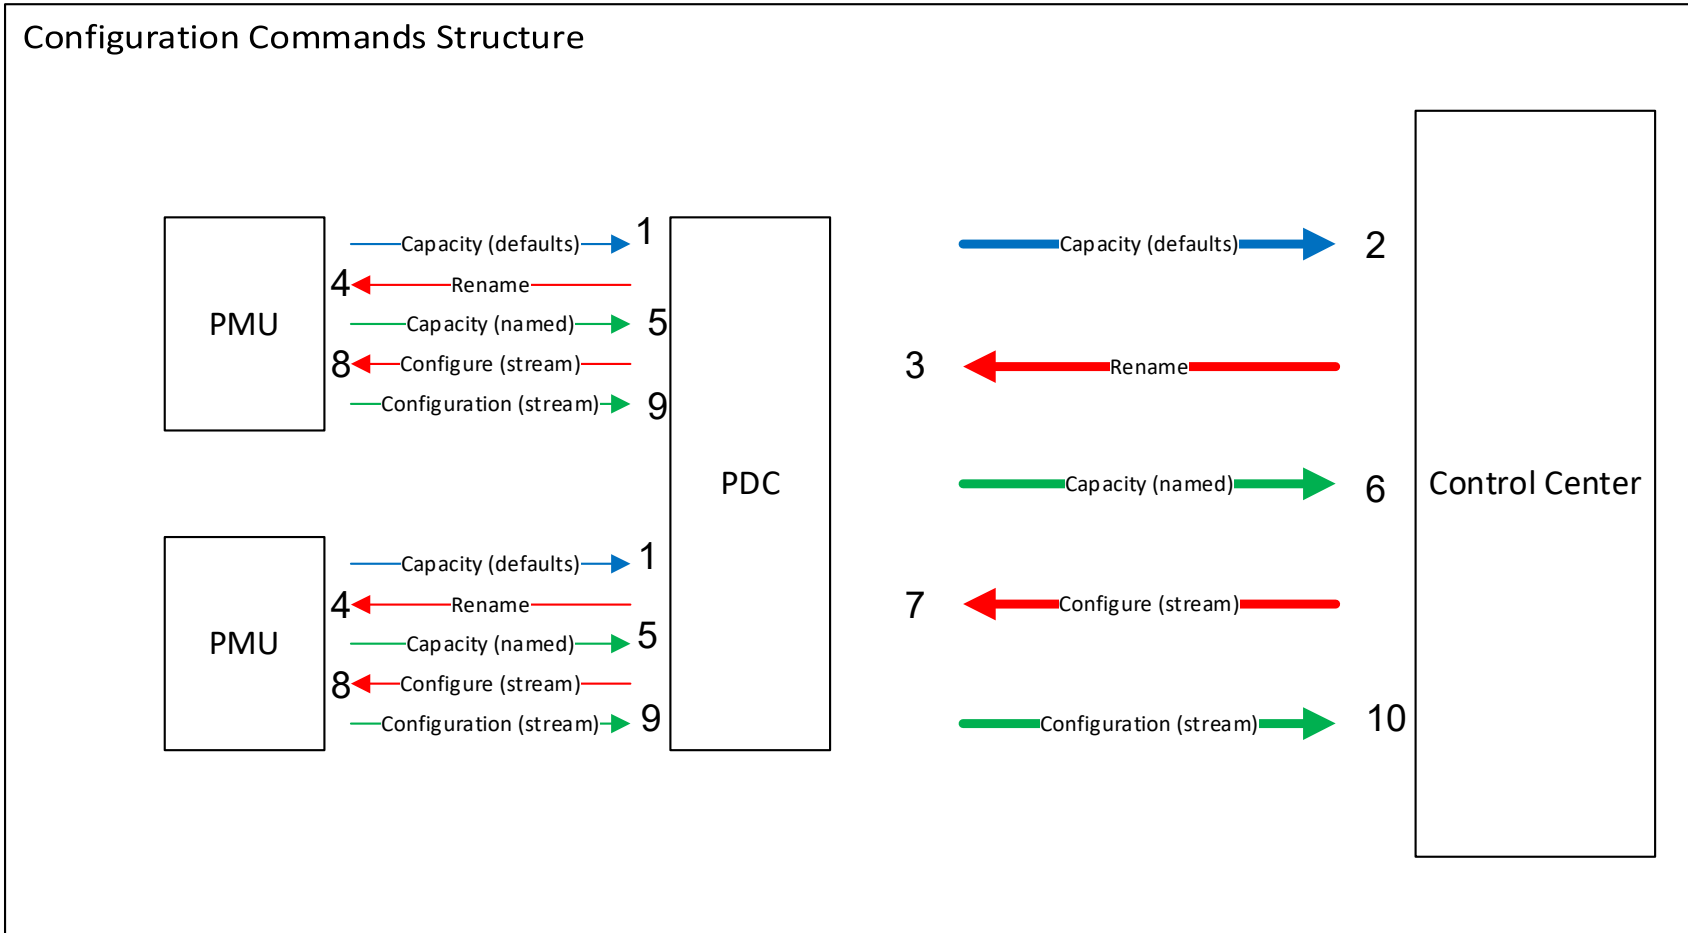 Configuration Commands Structure
Capacity (defaults)
1
4
Rename
PMU
Capacity (named)
5
8
Configure (stream)
Configuration (stream)
9
Capacity (defaults)
1
4
Rename
PMU
Capacity (named)
5
8
Configure (stream)
Configuration (stream)
9
PDC
Capacity (defaults)
2
3
Rename
Capacity (named)
6
7
Configure (stream)
Configuration (stream)
10
Control Center